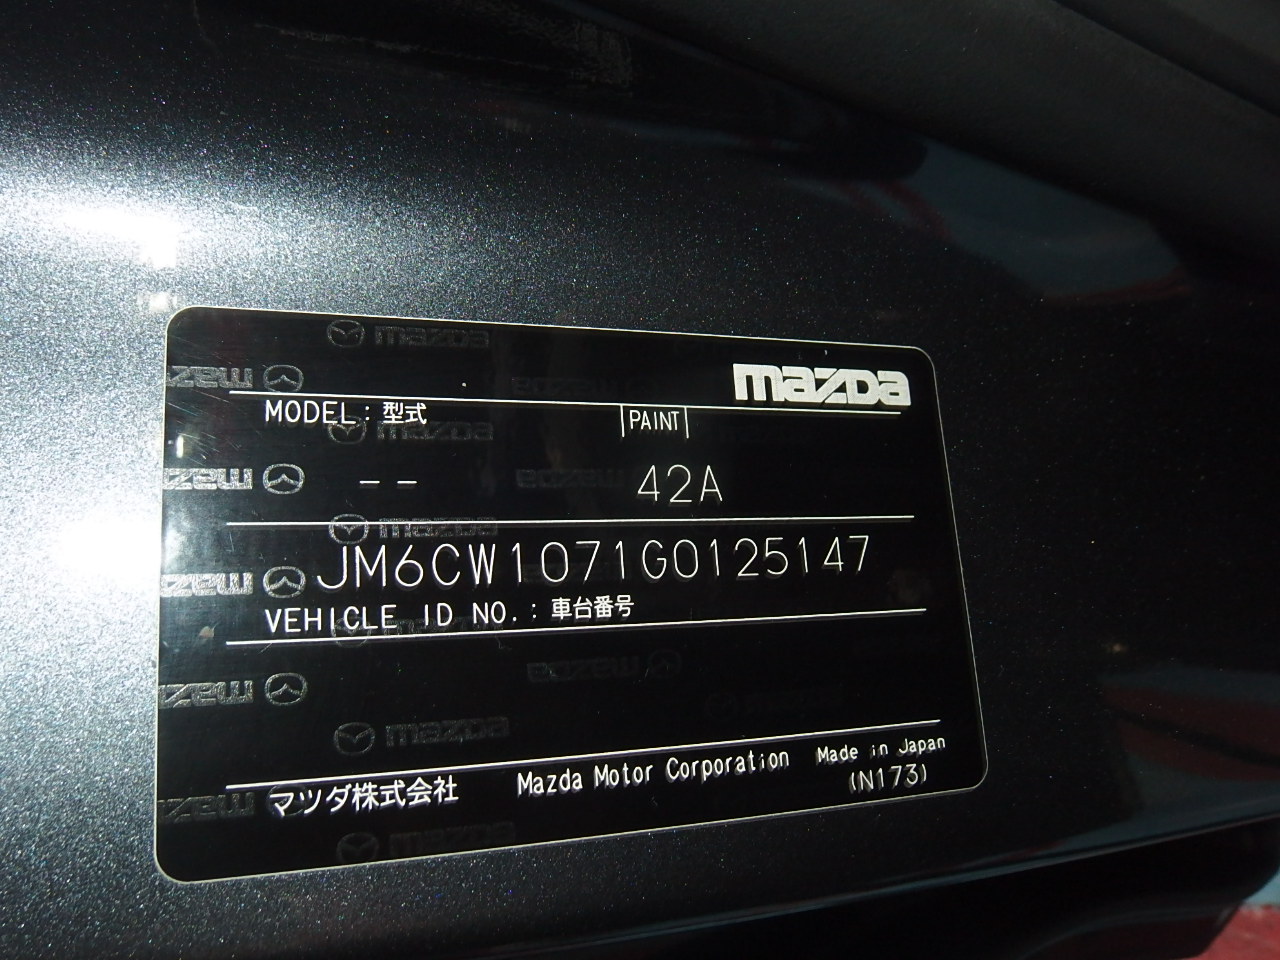 mazda
MODEL : 型式 PAINT
-- 42A
JM6CW1071G0125147
VEHICLE ID NO. : 車台番号
マツダ株式会社 Mazda Motor Corporation Made in Japan
(N173)